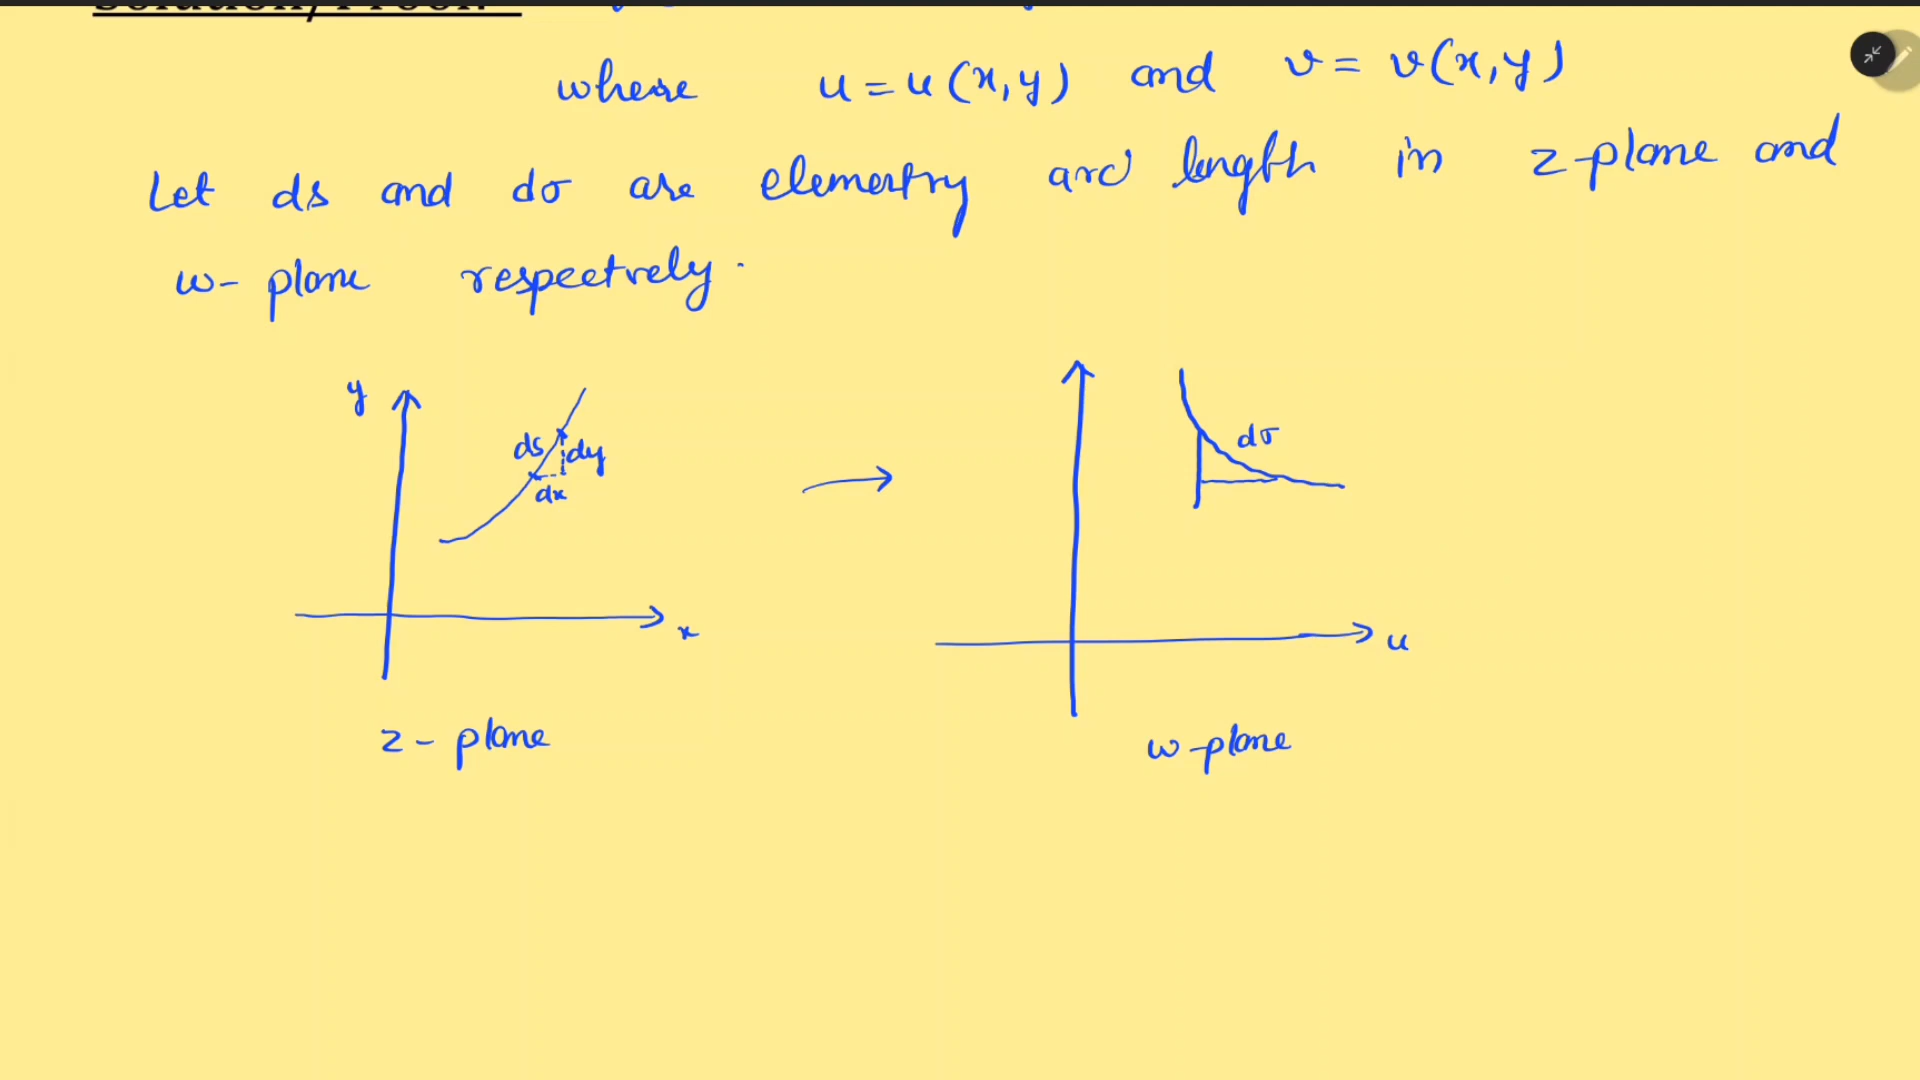 where u = u(x,y) and v = v(x,y)
Let ds and dσ are elementry arc length in z-plane and
w-plane respectively.
y
ds
dy
dx
x
z-plane
dσ
u
w-plane